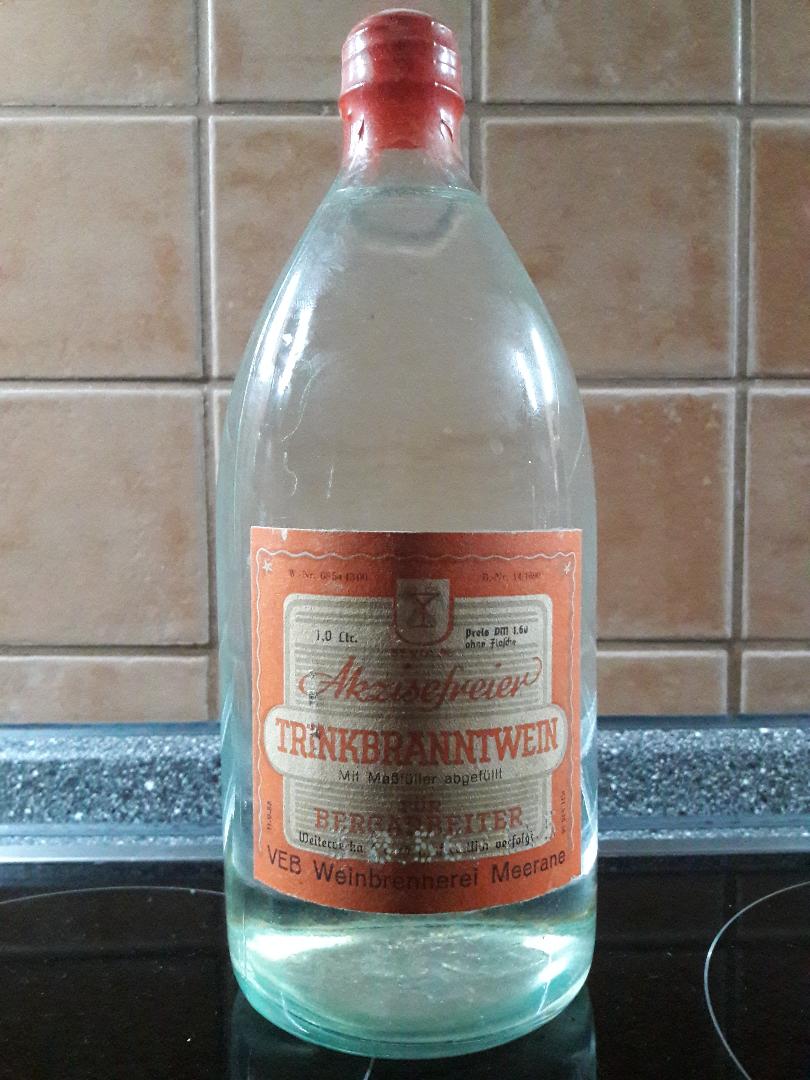 1,0 Ltr.
Preis DM 1.60
ohne Flasche
Akzisefreier
TRINKBRANNTWEIN
Mit Maßfüller abgefüllt
FÜR
BERGARBEITER
verfolgt
VEB Weinbrennerei Meerane